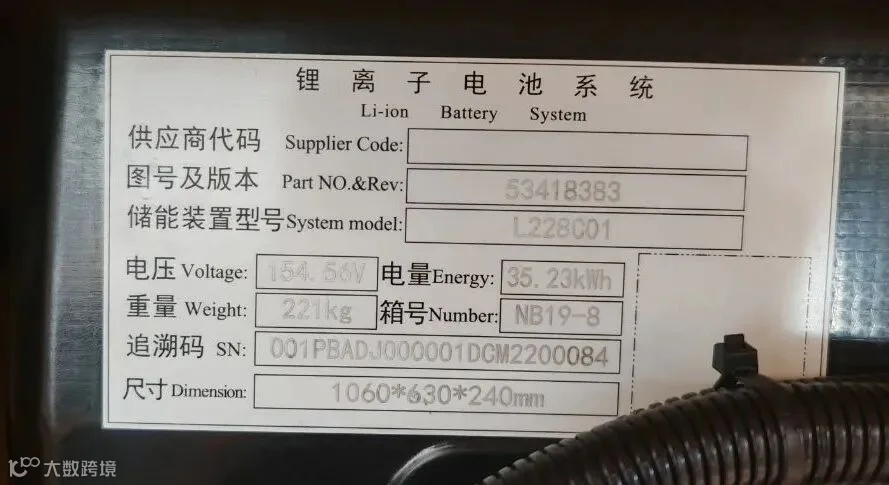 锂离子电池系统
Li-ion Battery System
供应商代码 Supplier Code:
图号及版本 Part NO.&Rev: 53418383
储能装置型号 System model: L228C01
电压 Voltage: 154.56V 电量 Energy: 35.23kWh
重量 Weight: 221kg 箱号 Number: NB19-8
追溯码 SN: 001PBADJ000001DCM2200084
尺寸 Dimension: 1060*630*240mm
大数跨境